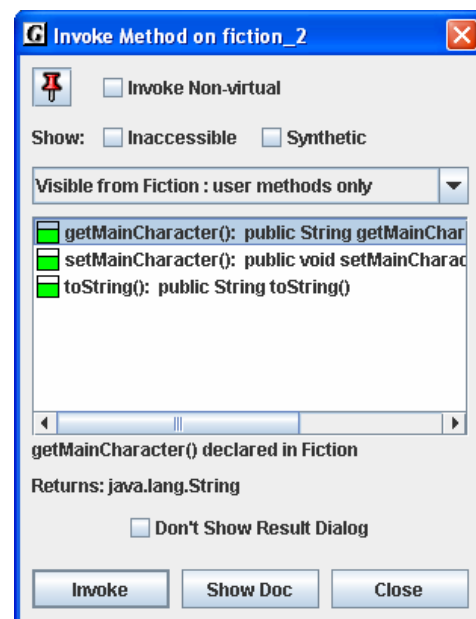 G Invoke Method on fiction_2
Invoke Non-virtual
Show: Inaccessible Synthetic
Visible from Fiction : user methods only
getMainCharacter(): public String getMainChar
setMainCharacter(): public void setMainCharac
toString(): public String toString()
getMainCharacter() declared in Fiction
Returns: java.lang.String
Don't Show Result Dialog
Invoke Show Doc Close